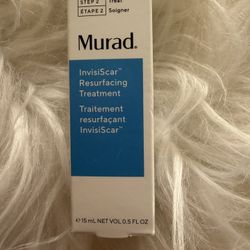 STEP 2 Treat
ÉTAPE 2 Soigner
Murad.
InvisiScar™
Resurfacing
Treatment
Traitement
resurfaçant
InvisiScar™
℮ 15 mL NET VOL 0.5 FL OZ